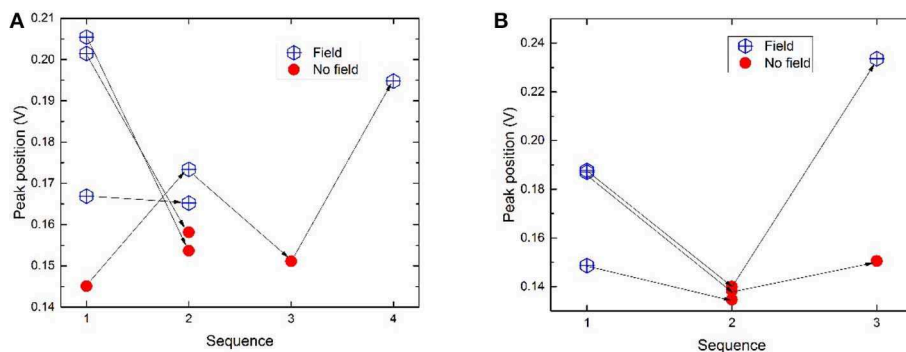 A
Peak position (V)
0.21
0.20
0.19
0.18
0.17
0.16
0.15
0.14
Field
No field
1 2 3 4
Sequence
B
Peak position (V)
0.24
0.22
0.20
0.18
0.16
0.14
Field
No field
1 2 3
Sequence